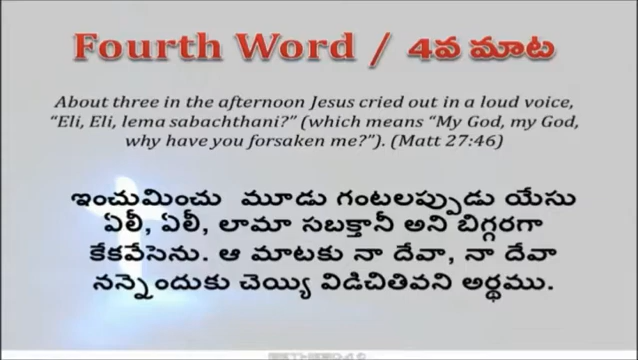 Fourth Word / 4వ మాట
About three in the afternoon Jesus cried out in a loud voice,
“Eli, Eli, lema sabachthani?” (which means “My God, my God,
why have you forsaken me?”). (Matt 27:46)
ఇంచుమించు మూడు గంటలప్పుడు యేసు
ఏలీ, ఏలీ, లామా సబక్తానీ అని బిగ్గరగా
కేకవేసెను. ఆ మాటకు నా దేవా, నా దేవా
నన్నెందుకు చెయ్యి విడిచితివని అర్థము.